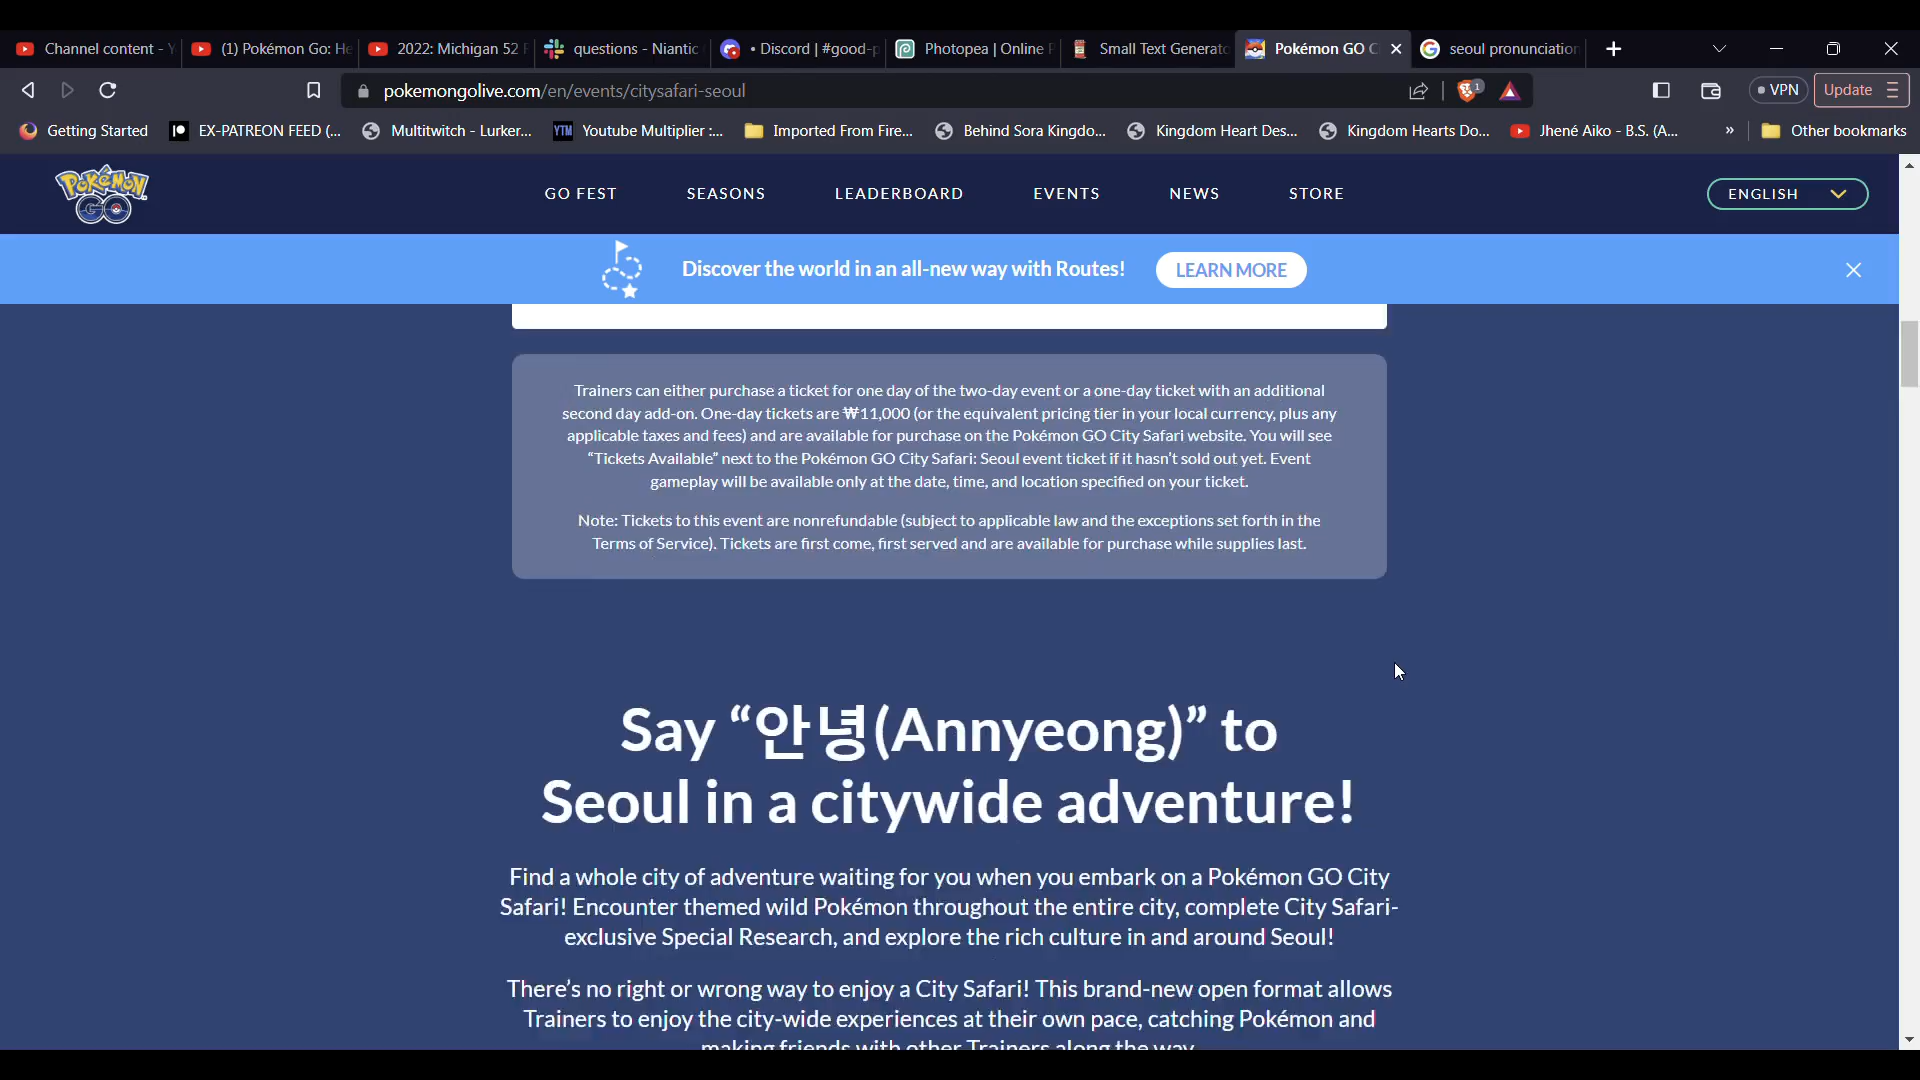 Channel content - Y
(1) Pokémon Go: He
2022: Michigan 52 F
questions - Niantic
• Discord | #good-p
Photopea | Online P
Small Text Generato
Pokémon GO C
seoul pronunciation
pokemongolive.com/en/events/citysafari-seoul
1
VPN
Update
Getting Started
EX-PATREON FEED (...
Multitwitch - Lurker...
YTM
Youtube Multiplier :...
Imported From Fire...
Behind Sora Kingdo...
Kingdom Heart Des...
Kingdom Hearts Do...
Jhené Aiko - B.S. (A...
»
Other bookmarks
POKéMON GO
GO FEST
SEASONS
LEADERBOARD
EVENTS
NEWS
STORE
ENGLISH
Discover the world in an all-new way with Routes!
LEARN MORE
Trainers can either purchase a ticket for one day of the two-day event or a one-day ticket with an additional
second day add-on. One-day tickets are ₩11,000 (or the equivalent pricing tier in your local currency, plus any
applicable taxes and fees) and are available for purchase on the Pokémon GO City Safari website. You will see
“Tickets Available” next to the Pokémon GO City Safari: Seoul event ticket if it hasn’t sold out yet. Event
gameplay will be available only at the date, time, and location specified on your ticket.
Note: Tickets to this event are nonrefundable (subject to applicable law and the exceptions set forth in the
Terms of Service). Tickets are first come, first served and are available for purchase while supplies last.
Say “안녕(Annyeong)” to
Seoul in a citywide adventure!
Find a whole city of adventure waiting for you when you embark on a Pokémon GO City
Safari! Encounter themed wild Pokémon throughout the entire city, complete City Safari-
exclusive Special Research, and explore the rich culture in and around Seoul!
There’s no right or wrong way to enjoy a City Safari! This brand-new open format allows
Trainers to enjoy the city-wide experiences at their own pace, catching Pokémon and
making friends with other Trainers along the way.